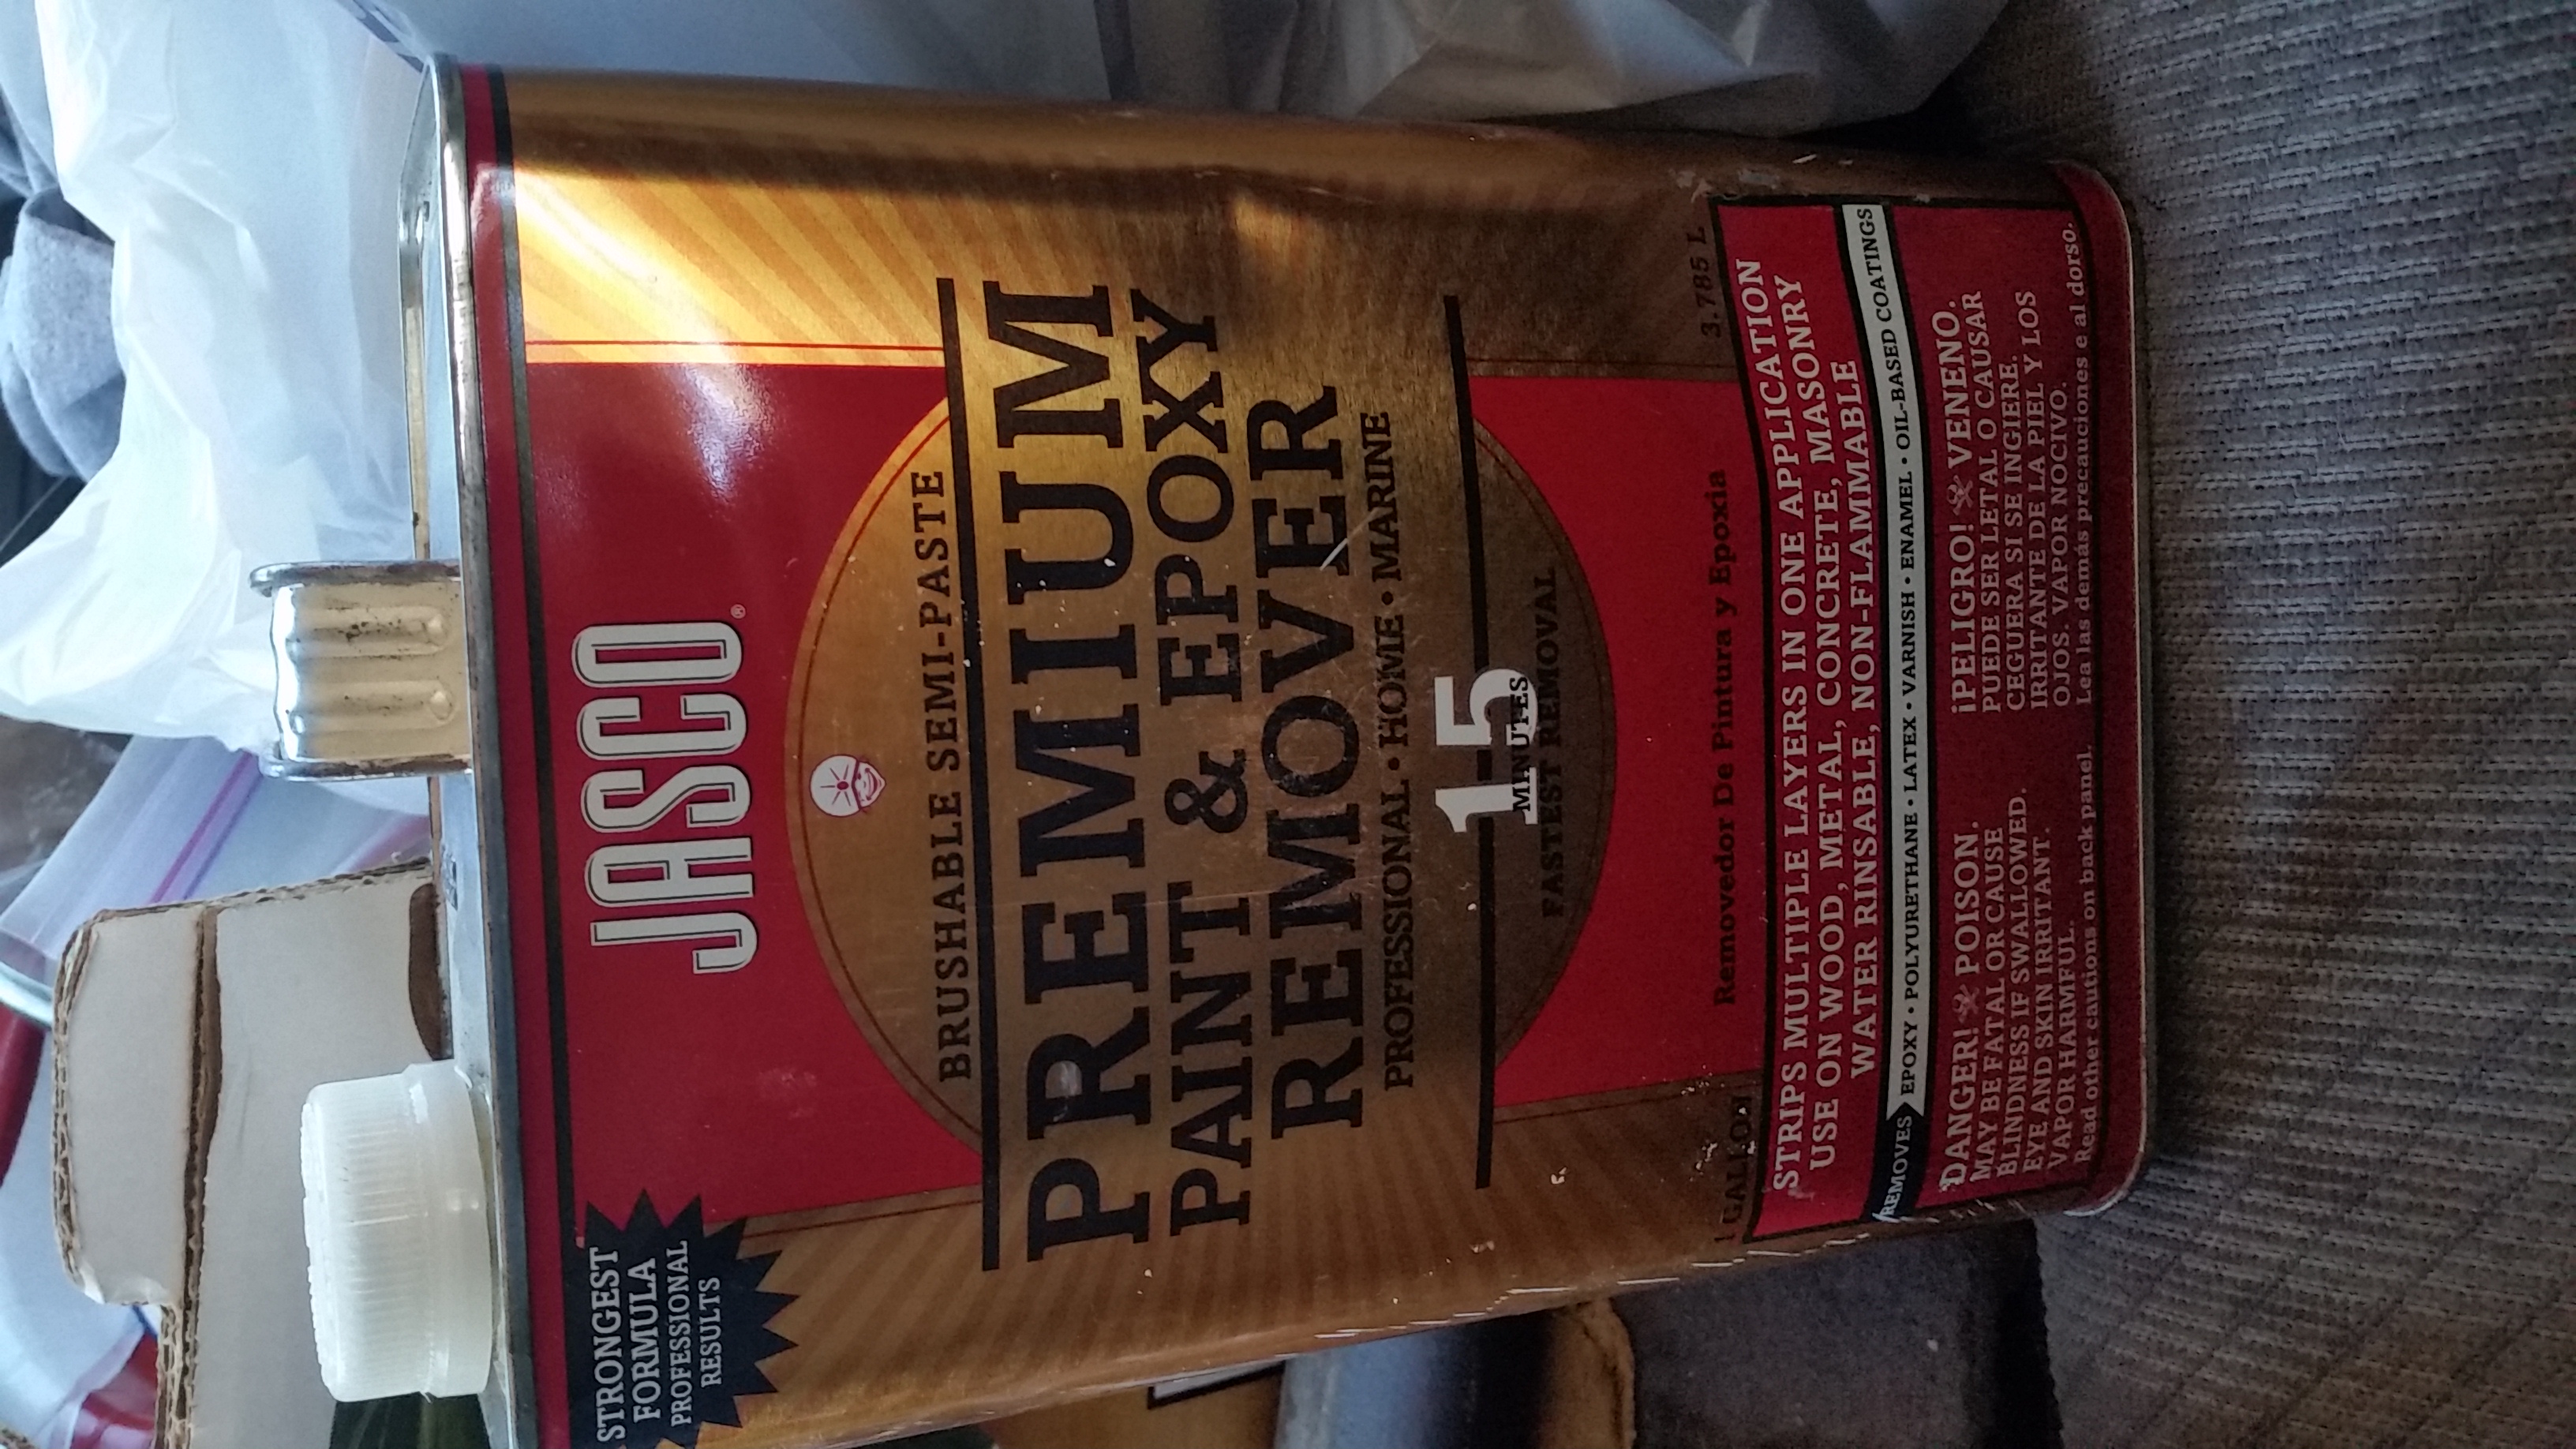 STRONGEST
FORMULA
PROFESSIONAL
RESULTS
JASCO®
BRUSHABLE SEMI-PASTE
PREMIUM
PAINT & EPOXY
REMOVER
PROFESSIONAL • HOME • MARINE
15
MINUTES
FASTEST REMOVAL
Removedor De Pintura y Epoxia
1 GALLON
3.785 L
STRIPS MULTIPLE LAYERS IN ONE APPLICATION
USE ON WOOD, METAL, CONCRETE, MASONRY
WATER RINSABLE, NON-FLAMMABLE
REMOVES EPOXY • POLYURETHANE • LATEX • VARNISH • ENAMEL • OIL-BASED COATINGS
DANGER! POISON.
MAY BE FATAL OR CAUSE
BLINDNESS IF SWALLOWED.
EYE AND SKIN IRRITANT.
VAPOR HARMFUL.
Read other cautions on back panel.
¡PELIGRO! VENENO.
PUEDE SER LETAL O CAUSAR
CEGUERA SI SE INGIERE.
IRRITANTE DE LA PIEL Y LOS
OJOS. VAPOR NOCIVO.
Lea las demás precauciones e al dorso.